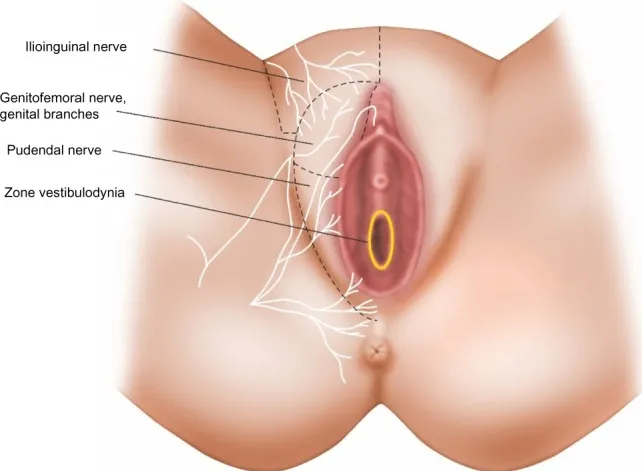 Ilioinguinal nerve
Genitofemoral nerve,
genital branches
Pudendal nerve
Zone vestibulodynia